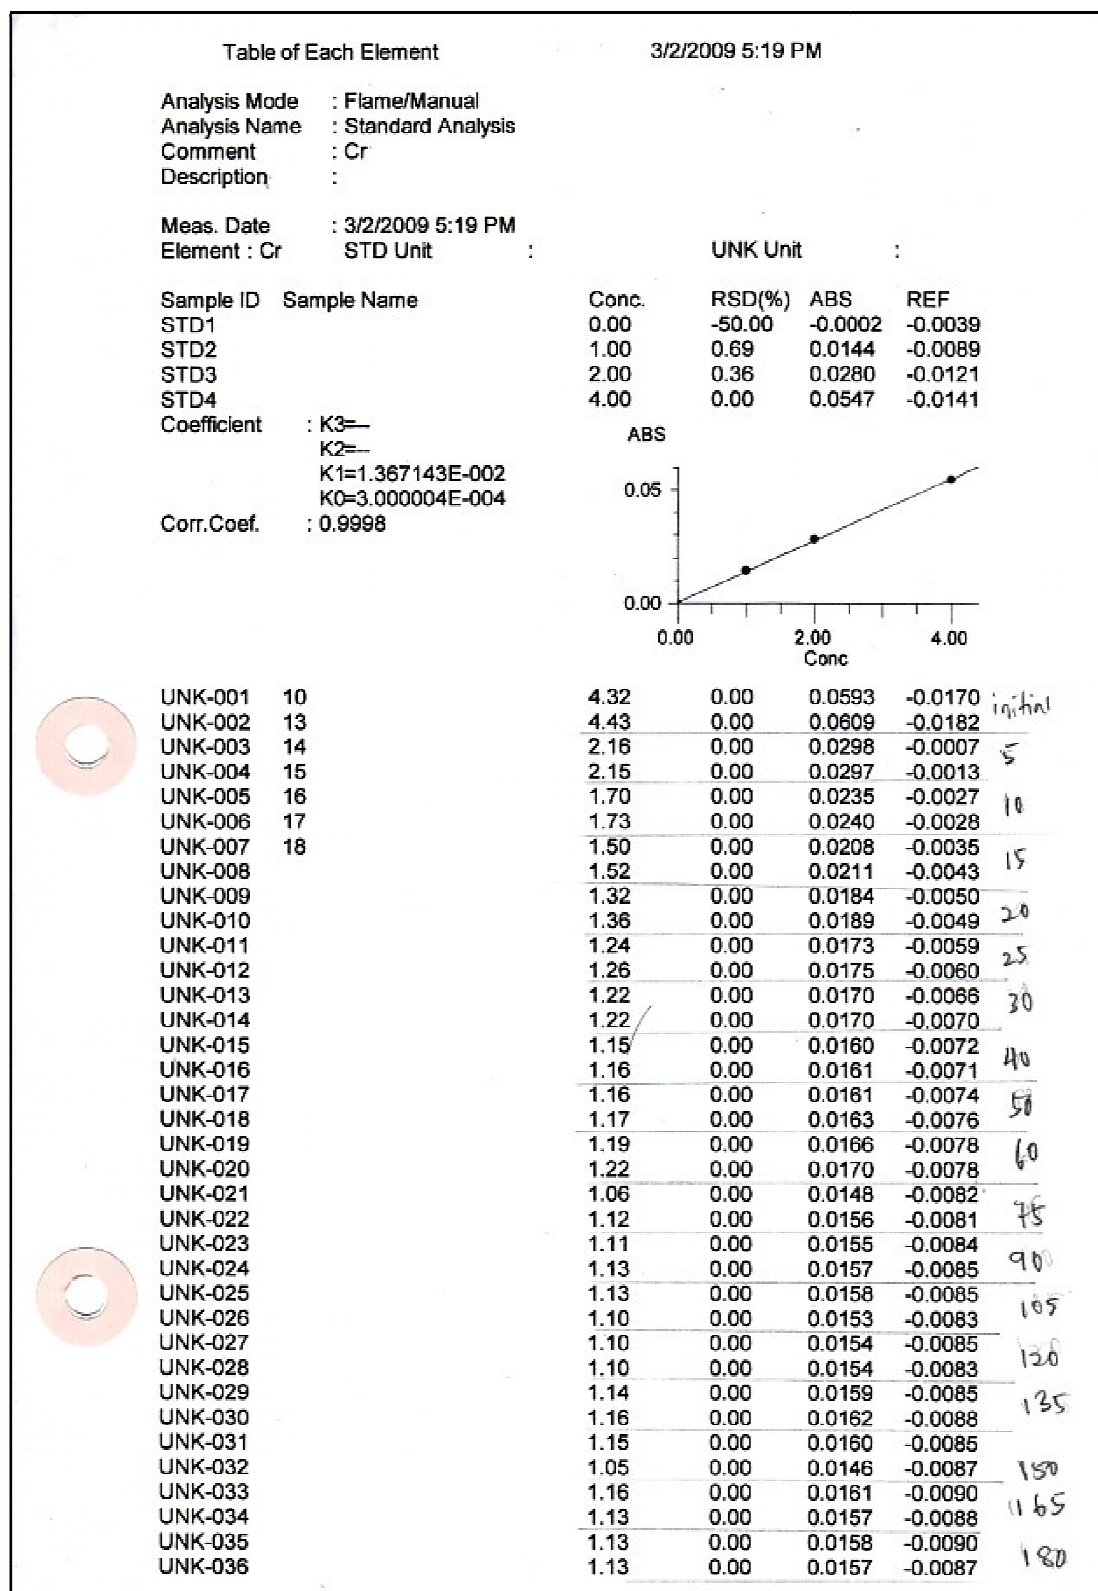 Table of Each Element 3/2/2009 5:19 PM
Analysis Mode : Flame/Manual
Analysis Name : Standard Analysis
Comment : Cr
Description :
Meas. Date : 3/2/2009 5:19 PM
Element : Cr STD Unit : UNK Unit :
Sample ID Sample Name Conc. RSD(%) ABS REF
STD1 0.00 -50.00 -0.0002 -0.0039
STD2 1.00 0.69 0.0144 -0.0089
STD3 2.00 0.36 0.0280 -0.0121
STD4 4.00 0.00 0.0547 -0.0141
Coefficient : K3=--
K2=--
K1=1.367143E-002
K0=3.000004E-004
Corr.Coef. : 0.9998
ABS
0.05
0.00
0.00 2.00 4.00
Conc
UNK-001 10 4.32 0.00 0.0593 -0.0170 initial
UNK-002 13 4.43 0.00 0.0609 -0.0182
UNK-003 14 2.16 0.00 0.0298 -0.0007 5
UNK-004 15 2.15 0.00 0.0297 -0.0013
UNK-005 16 1.70 0.00 0.0235 -0.0027 10
UNK-006 17 1.73 0.00 0.0240 -0.0028
UNK-007 18 1.50 0.00 0.0208 -0.0035 15
UNK-008 1.52 0.00 0.0211 -0.0043
UNK-009 1.32 0.00 0.0184 -0.0050 20
UNK-010 1.36 0.00 0.0189 -0.0049
UNK-011 1.24 0.00 0.0173 -0.0059 25
UNK-012 1.26 0.00 0.0175 -0.0060
UNK-013 1.22 0.00 0.0170 -0.0066 30
UNK-014 1.22 0.00 0.0170 -0.0070
UNK-015 1.15 0.00 0.0160 -0.0072 40
UNK-016 1.16 0.00 0.0161 -0.0071
UNK-017 1.16 0.00 0.0161 -0.0074 50
UNK-018 1.17 0.00 0.0163 -0.0076
UNK-019 1.19 0.00 0.0166 -0.0078 60
UNK-020 1.22 0.00 0.0170 -0.0078
UNK-021 1.06 0.00 0.0148 -0.0082 75
UNK-022 1.12 0.00 0.0156 -0.0081
UNK-023 1.11 0.00 0.0155 -0.0084 90
UNK-024 1.13 0.00 0.0157 -0.0085
UNK-025 1.13 0.00 0.0158 -0.0085 105
UNK-026 1.10 0.00 0.0153 -0.0083
UNK-027 1.10 0.00 0.0154 -0.0085 120
UNK-028 1.10 0.00 0.0154 -0.0083
UNK-029 1.14 0.00 0.0159 -0.0085 135
UNK-030 1.16 0.00 0.0162 -0.0088
UNK-031 1.15 0.00 0.0160 -0.0085
UNK-032 1.05 0.00 0.0146 -0.0087 150
UNK-033 1.16 0.00 0.0161 -0.0090 165
UNK-034 1.13 0.00 0.0157 -0.0088
UNK-035 1.13 0.00 0.0158 -0.0090 180
UNK-036 1.13 0.00 0.0157 -0.0087